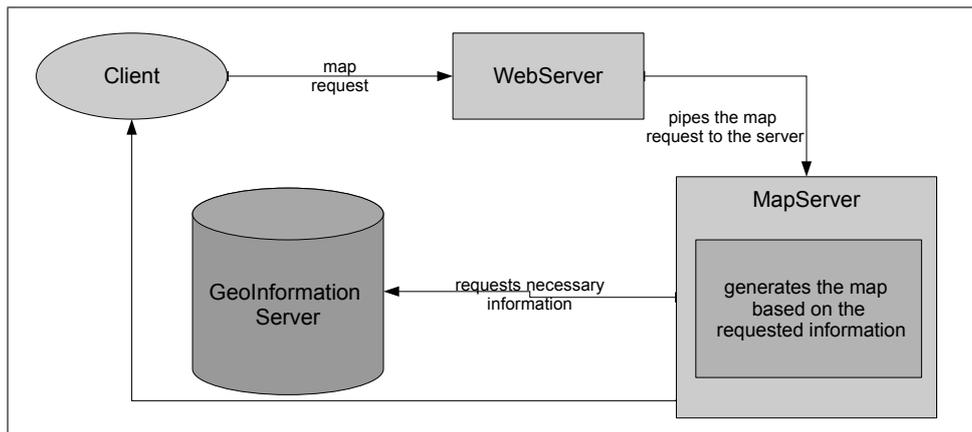 Client
map
request
WebServer
pipes the map
request to the server
MapServer
GeoInformation
Server
requests necessary
information
generates the map
based on the
requested information